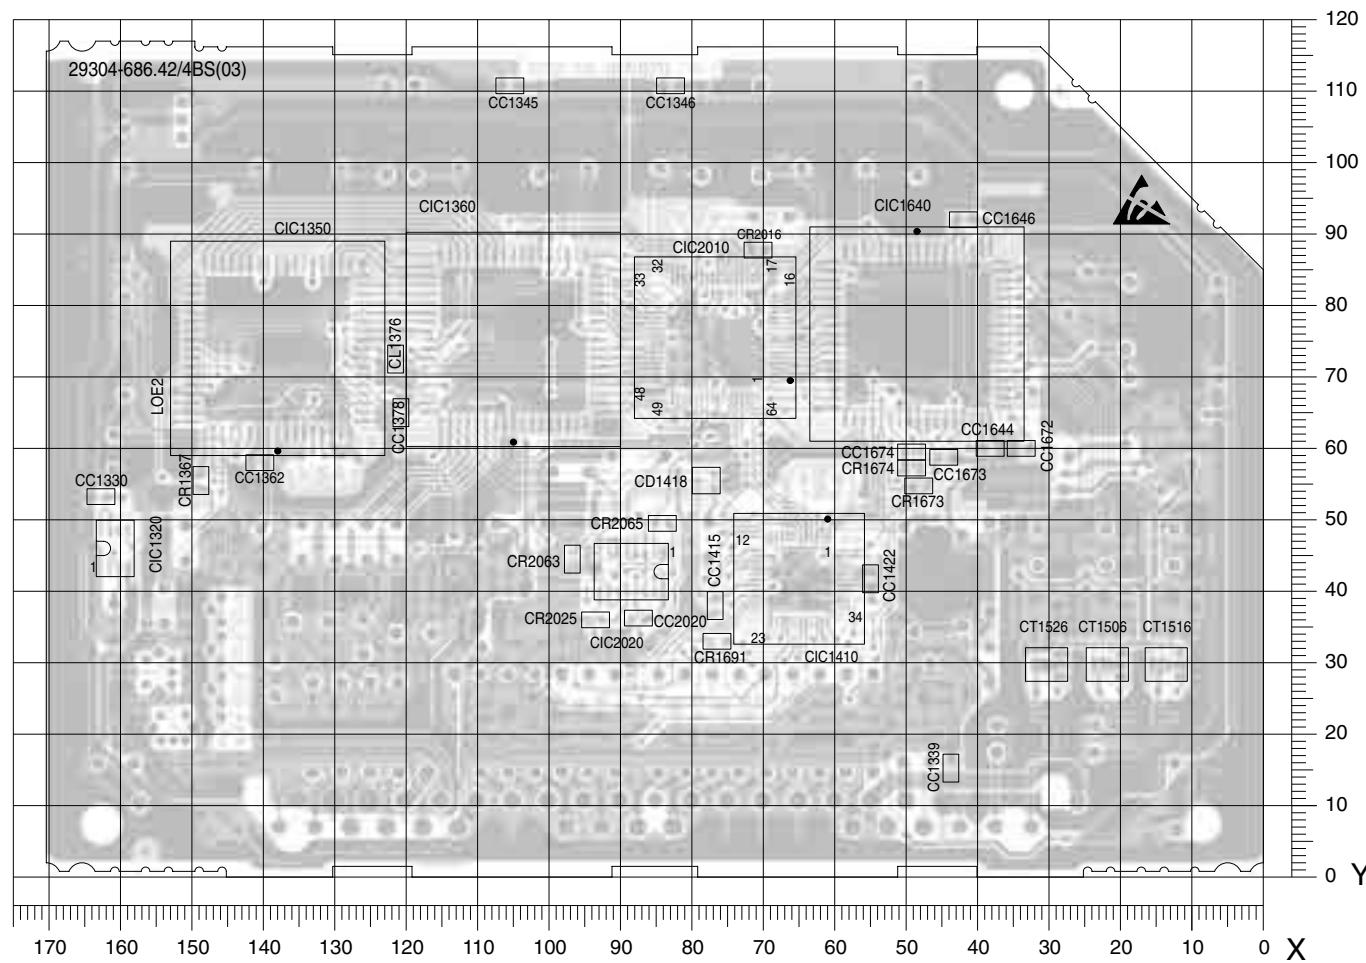 120
29304-686.42/4BS(03)
110
CC1345
CC1346
100
CIC1360
CIC1640
CC1646
CIC1350
CR2016
90
CIC2010
33
32
17
16
80
CL1376
LOE2
CC1378
70
1
48
49
64
CC1644
CC1672
60
CC1674
CR1674
CC1673
CR1673
CR1367
CC1362
CC1330
CD1418
50
CIC1320
1
CR2065
CR2063
1
CC1415
12
1
CC1422
40
CR2025
CC2020
CIC2020
34
23
CR1691
CIC1410
CT1526
CT1506
CT1516
30
20
CC1339
10
0 Y
170 160 150 140 130 120 110 100 90 80 70 60 50 40 30 20 10 0 X